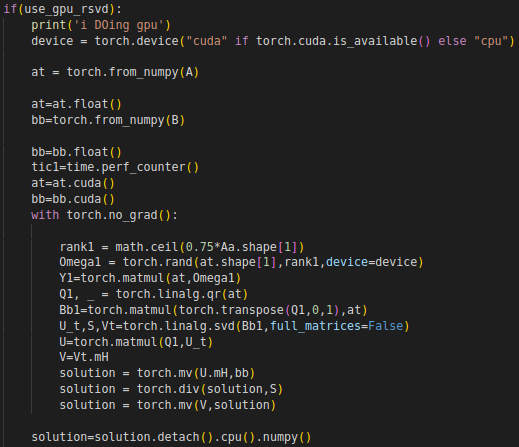 if(use_gpu_rsvd):
print('i DOing gpu')
device = torch.device("cuda" if torch.cuda.is_available() else "cpu")
at = torch.from_numpy(A)
at=at.float()
bb=torch.from_numpy(B)
bb=bb.float()
tic1=time.perf_counter()
at=at.cuda()
bb=bb.cuda()
with torch.no_grad():
rank1 = math.ceil(0.75*Aa.shape[1])
Omega1 = torch.rand(at.shape[1],rank1,device=device)
Y1=torch.matmul(at,Omega1)
Q1, _ = torch.linalg.qr(at)
Bb1=torch.matmul(torch.transpose(Q1,0,1),at)
U_t,S,Vt=torch.linalg.svd(Bb1,full_matrices=False)
U=torch.matmul(Q1,U_t)
V=Vt.mH
solution = torch.mv(U.mH,bb)
solution = torch.div(solution,S)
solution = torch.mv(V,solution)
solution=solution.detach().cpu().numpy()